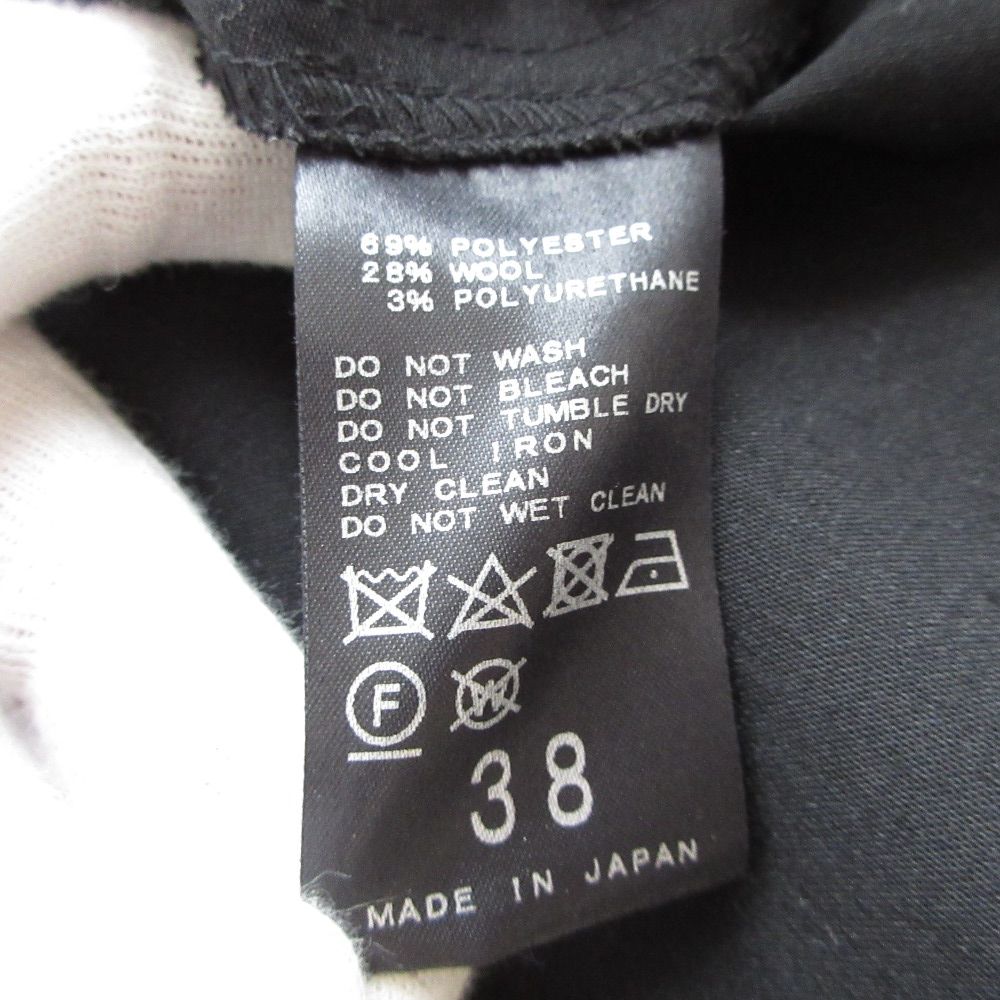 69% POLYESTER
28% WOOL
3% POLYURETHANE
DO NOT WASH
DO NOT BLEACH
DO NOT TUMBLE DRY
COOL IRON
DRY CLEAN
DO NOT WET CLEAN
F W
38
MADE IN JAPAN